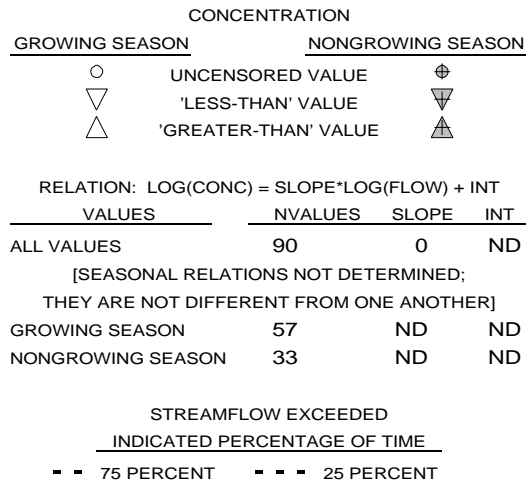 CONCENTRATION
GROWING SEASON NONGROWING SEASON
UNCENSORED VALUE
'LESS-THAN' VALUE
'GREATER-THAN' VALUE
RELATION: LOG(CONC) = SLOPE*LOG(FLOW) + INT
VALUES NVALUES SLOPE INT
ALL VALUES 90 0 ND
[SEASONAL RELATIONS NOT DETERMINED;
THEY ARE NOT DIFFERENT FROM ONE ANOTHER]
GROWING SEASON 57 ND ND
NONGROWING SEASON 33 ND ND
STREAMFLOW EXCEEDED
INDICATED PERCENTAGE OF TIME
75 PERCENT 25 PERCENT